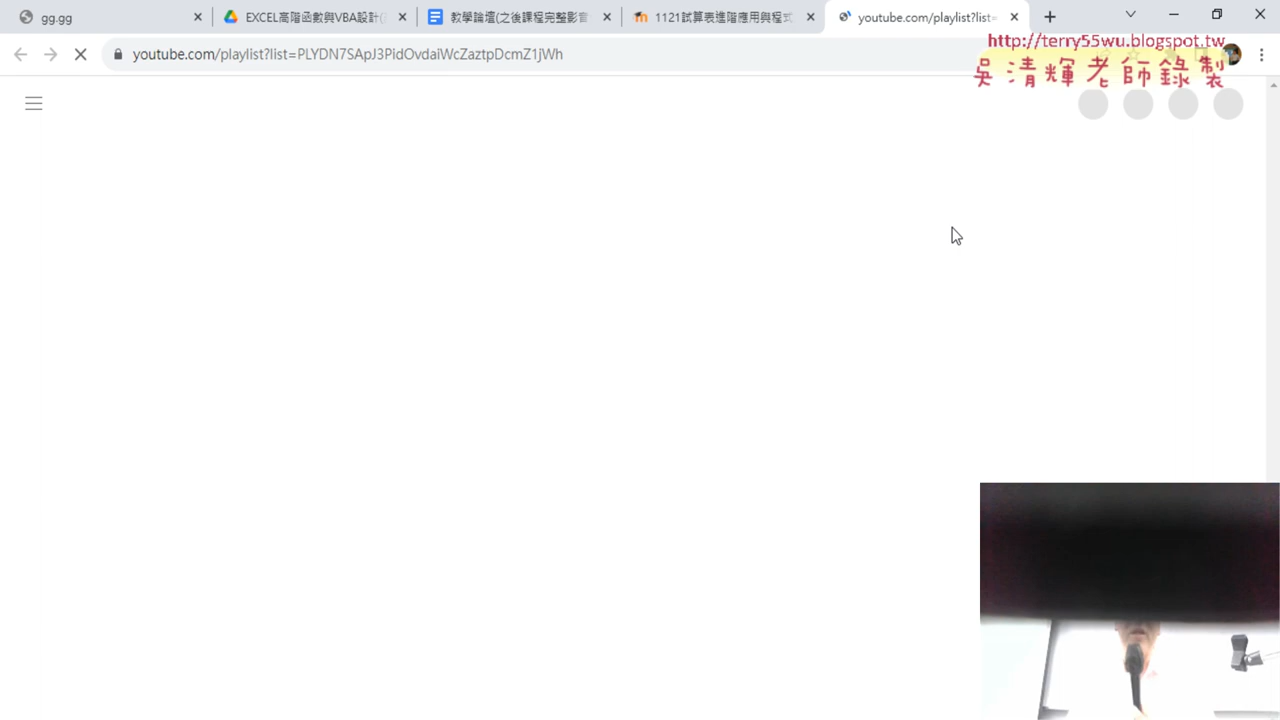 gg.gg
EXCEL高階函數與VBA設計(
教學論壇(之後課程完整影音
1121試算表進階應用與程式
youtube.com/playlist?list=
youtube.com/playlist?list=PLYDN7SApJ3PidOvdaiWcZaztpDcmZ1jWh
http://terry55wu.blogspot.tw
吳清輝老師錄製